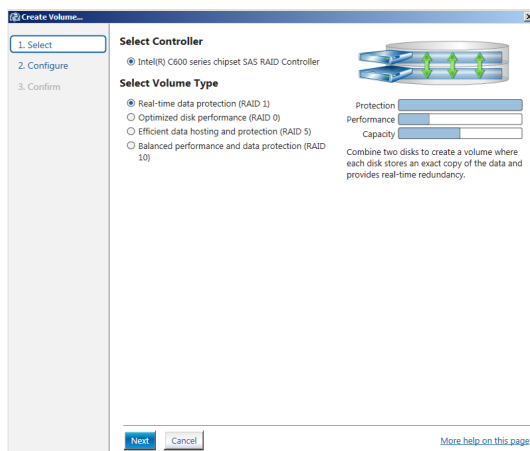 Create Volume...
1. Select
2. Configure
3. Confirm
Select Controller
Intel(R) C600 series chipset SAS RAID Controller
Select Volume Type
Real-time data protection (RAID 1)
Optimized disk performance (RAID 0)
Efficient data hosting and protection (RAID 5)
Balanced performance and data protection (RAID
10)
Protection
Performance
Capacity
Combine two disks to create a volume where
each disk stores an exact copy of the data and
provides real-time redundancy.
Next
Cancel
More help on this page